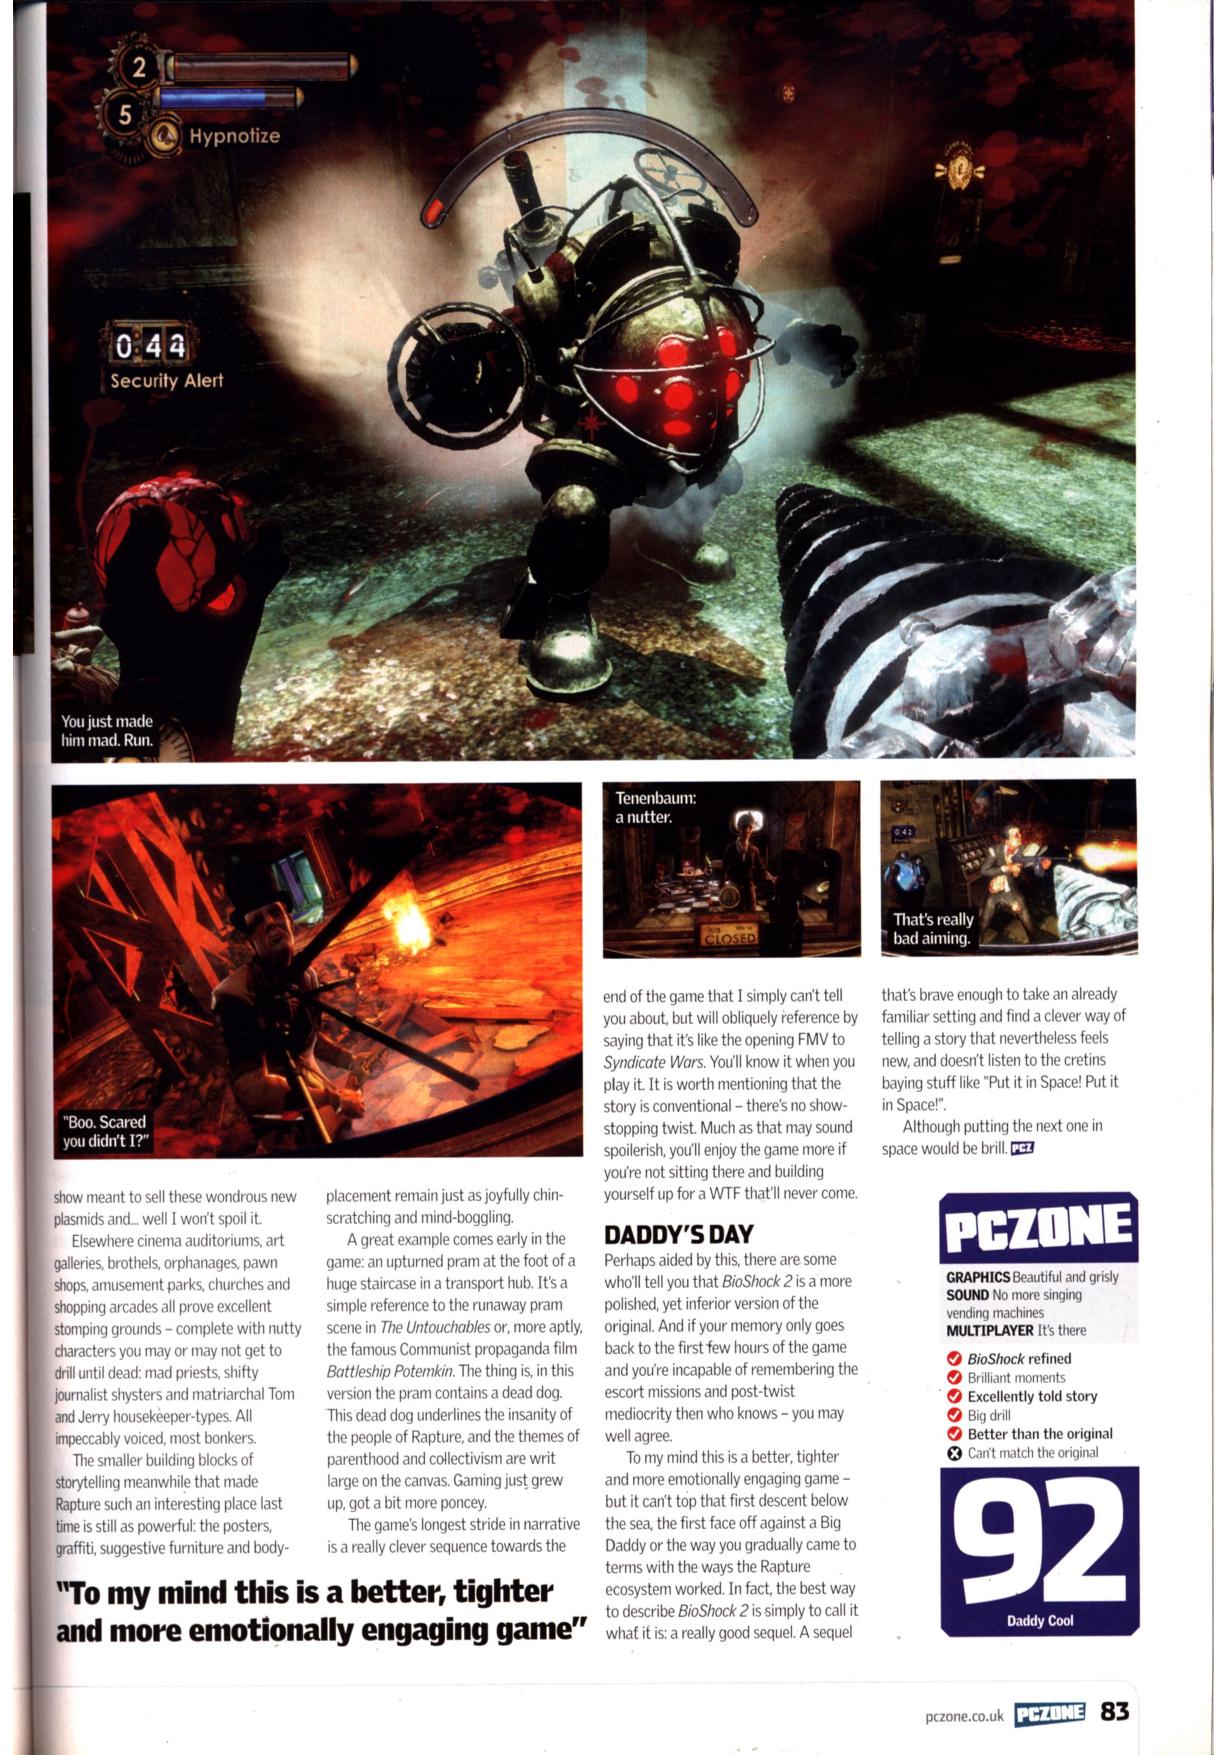 2
5
Hypnotize
0:44
Security Alert
You just made
him mad. Run.
"Boo. Scared
you didn't I?"
Tenenbaum:
a nutter.
CLOSED
0:42
That's really
bad aiming.
show meant to sell these wondrous new
plasmids and... well I won't spoil it.
Elsewhere cinema auditoriums, art
galleries, brothels, orphanages, pawn
shops, amusement parks, churches and
shopping arcades all prove excellent
stomping grounds – complete with nutty
characters you may or may not get to
drill until dead: mad priests, shifty
journalist shysters and matriarchal Tom
and Jerry housekeeper-types. All
impeccably voiced, most bonkers.
The smaller building blocks of
storytelling meanwhile that made
Rapture such an interesting place last
time is still as powerful: the posters,
graffiti, suggestive furniture and body-
placement remain just as joyfully chin-
scratching and mind-boggling.
A great example comes early in the
game: an upturned pram at the foot of a
huge staircase in a transport hub. It's a
simple reference to the runaway pram
scene in The Untouchables or, more aptly,
the famous Communist propaganda film
Battleship Potemkin. The thing is, in this
version the pram contains a dead dog.
This dead dog underlines the insanity of
the people of Rapture, and the themes of
parenthood and collectivism are writ
large on the canvas. Gaming just grew
up, got a bit more poncey.
The game's longest stride in narrative
is a really clever sequence towards the
"To my mind this is a better, tighter
and more emotionally engaging game"
end of the game that I simply can't tell
you about, but will obliquely reference by
saying that it's like the opening FMV to
Syndicate Wars. You'll know it when you
play it. It is worth mentioning that the
story is conventional – there's no show-
stopping twist. Much as that may sound
spoilerish, you'll enjoy the game more if
you're not sitting there and building
yourself up for a WTF that'll never come.
DADDY'S DAY
Perhaps aided by this, there are some
who'll tell you that BioShock 2 is a more
polished, yet inferior version of the
original. And if your memory only goes
back to the first few hours of the game
and you're incapable of remembering the
escort missions and post-twist
mediocrity then who knows – you may
well agree.
To my mind this is a better, tighter
and more emotionally engaging game –
but it can't top that first descent below
the sea, the first face off against a Big
Daddy or the way you gradually came to
terms with the ways the Rapture
ecosystem worked. In fact, the best way
to describe BioShock 2 is simply to call it
what it is: a really good sequel. A sequel
that's brave enough to take an already
familiar setting and find a clever way of
telling a story that nevertheless feels
new, and doesn't listen to the cretins
baying stuff like "Put it in Space! Put it
in Space!".
Although putting the next one in
space would be brill. PCZ
PCZONE
GRAPHICS Beautiful and grisly
SOUND No more singing
vending machines
MULTIPLAYER It's there
BioShock refined
Brilliant moments
Excellently told story
Big drill
Better than the original
Can't match the original
92
Daddy Cool
pczone.co.uk PCZONE 83